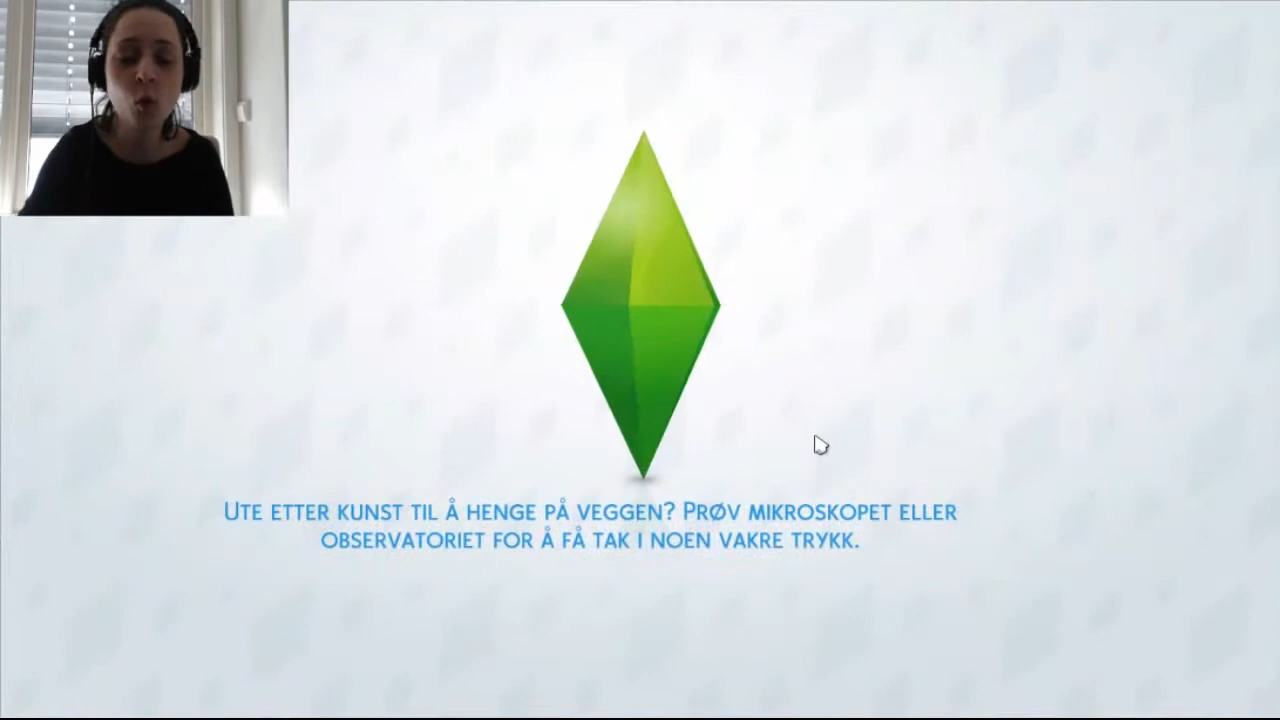 Ute etter kunst til å henge på veggen? Prøv mikroskopet eller
observatoriet for å få tak i noen vakre trykk.